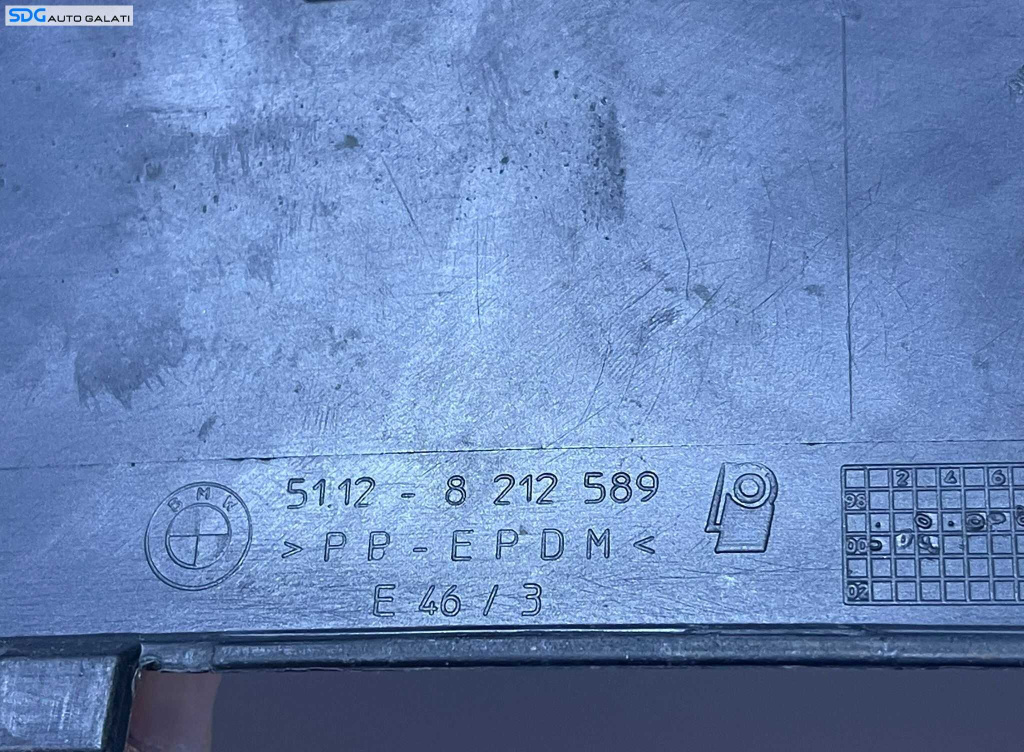 SDG AUTO GALATI
BMW
51.12 - 8 212 589
>PP-EPDM<
E 46 / 3
2 4 6
98
00
02